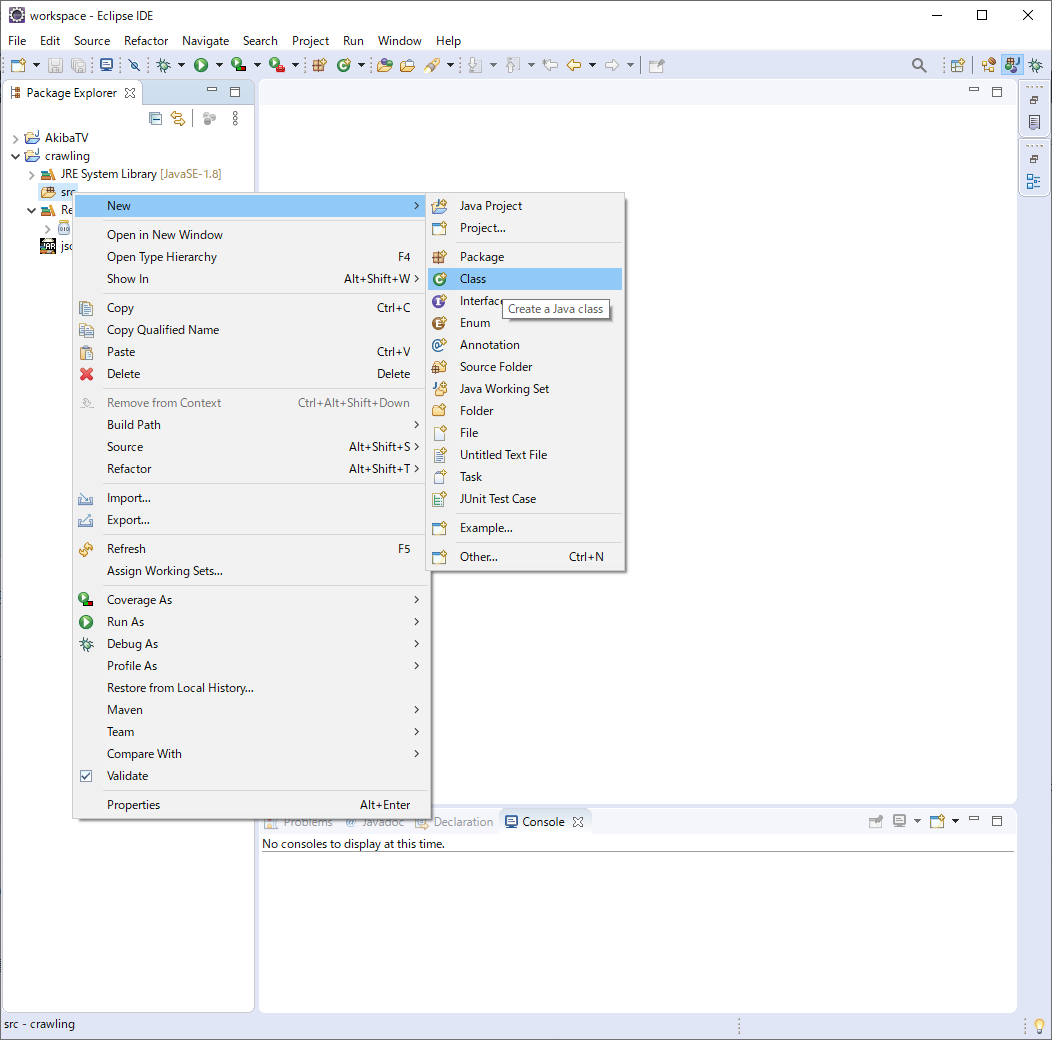 workspace - Eclipse IDE
File Edit Source Refactor Navigate Search Project Run Window Help
Package Explorer
AkibaTV
crawling
JRE System Library [JavaSE-1.8]
src
Re
jso
New
Open in New Window
Open Type Hierarchy F4
Show In Alt+Shift+W
Copy Ctrl+C
Copy Qualified Name
Paste Ctrl+V
Delete Delete
Remove from Context Ctrl+Alt+Shift+Down
Build Path
Source Alt+Shift+S
Refactor Alt+Shift+T
Import...
Export...
Refresh F5
Assign Working Sets...
Coverage As
Run As
Debug As
Profile As
Restore from Local History...
Maven
Team
Compare With
Validate
Properties Alt+Enter
Java Project
Project...
Package
Class
Interface
Create a Java class
Enum
Annotation
Source Folder
Java Working Set
Folder
File
Untitled Text File
Task
JUnit Test Case
Example...
Other... Ctrl+N
Problems @ Javadoc Declaration Console
No consoles to display at this time.
src - crawling